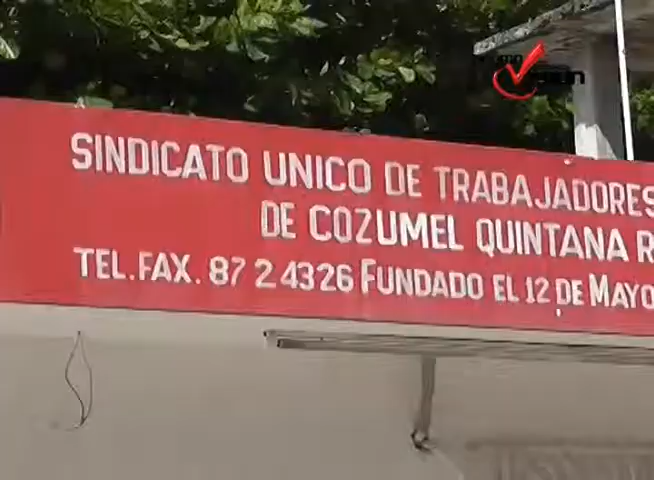 SINDICATO UNICO DE TRABAJADORES
DE COZUMEL QUINTANA R
TEL. FAX. 87 2 4326 FUNDADO EL 12 DE MAYO